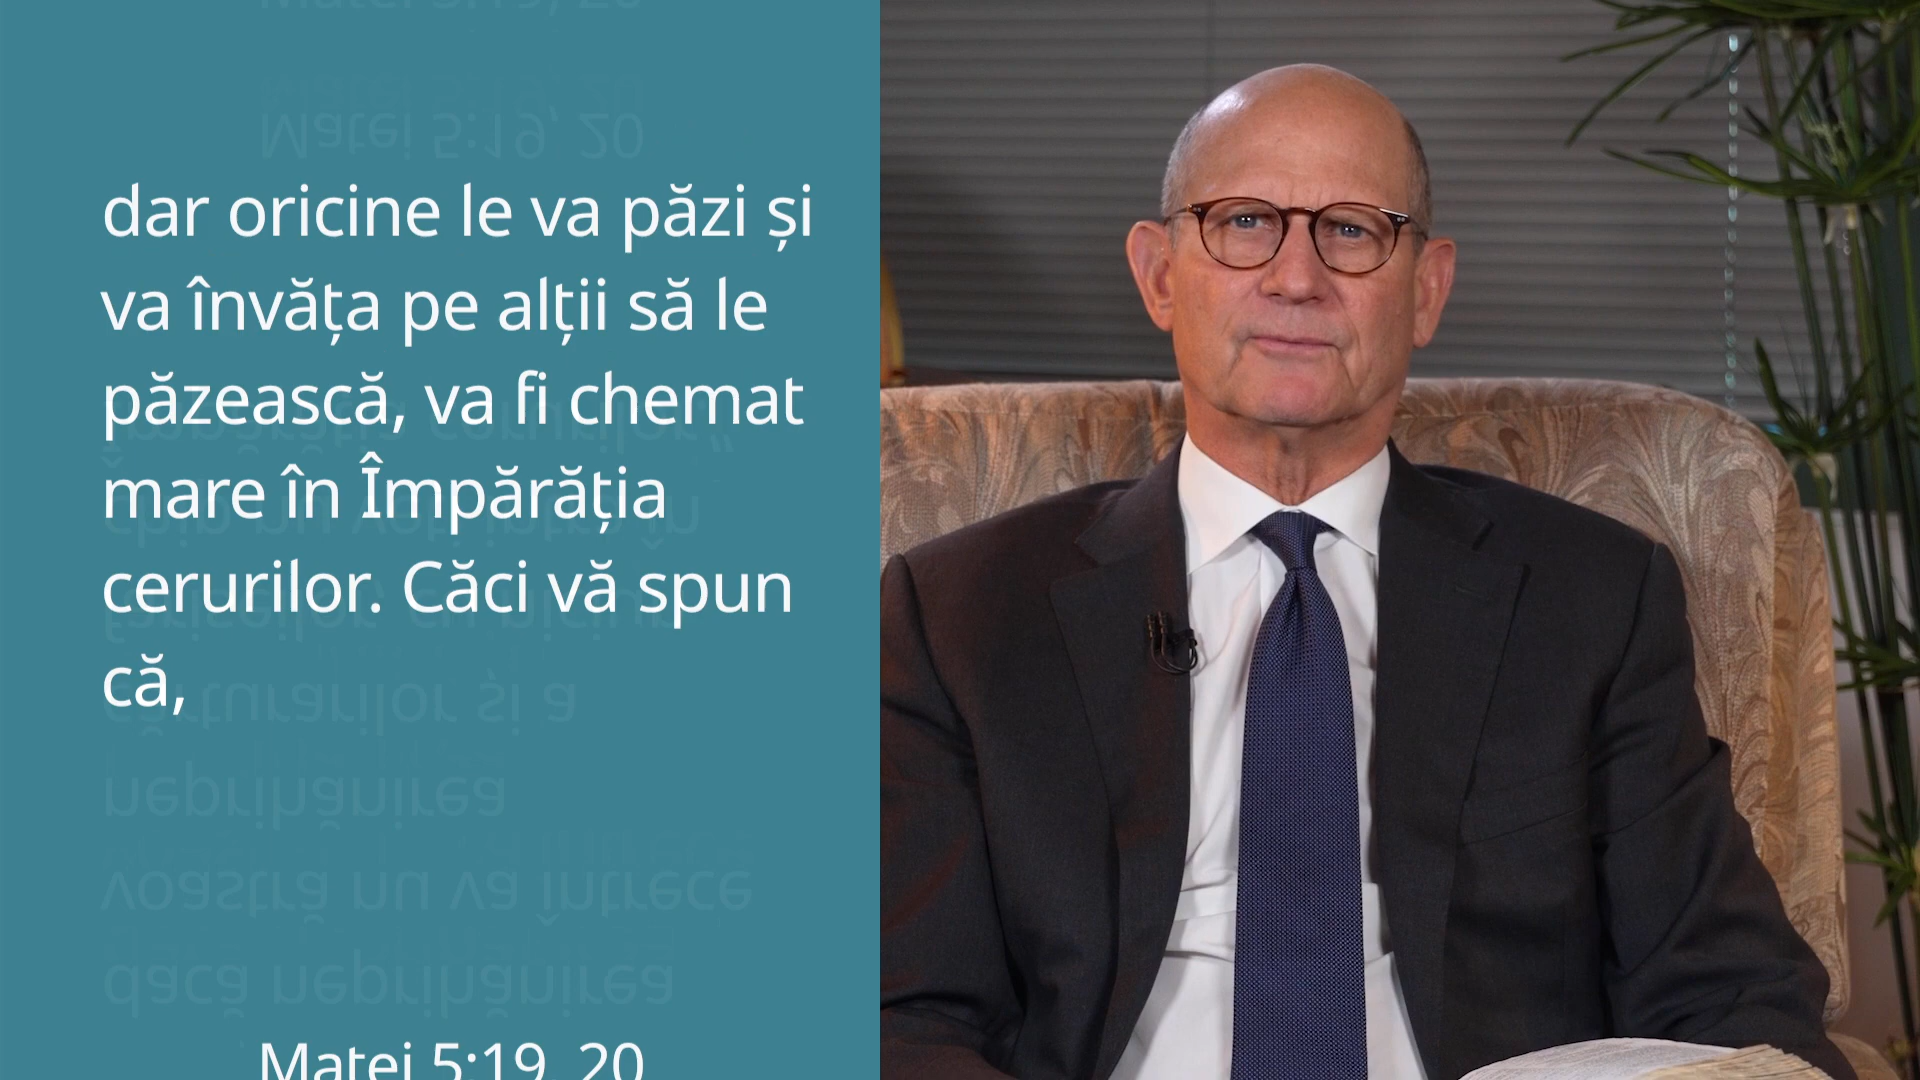 dar oricine le va păzi și
va învăța pe alții să le
păzească, va fi chemat
mare în Împărăția
cerurilor. Căci vă spun
că,
Matei 5:19, 20